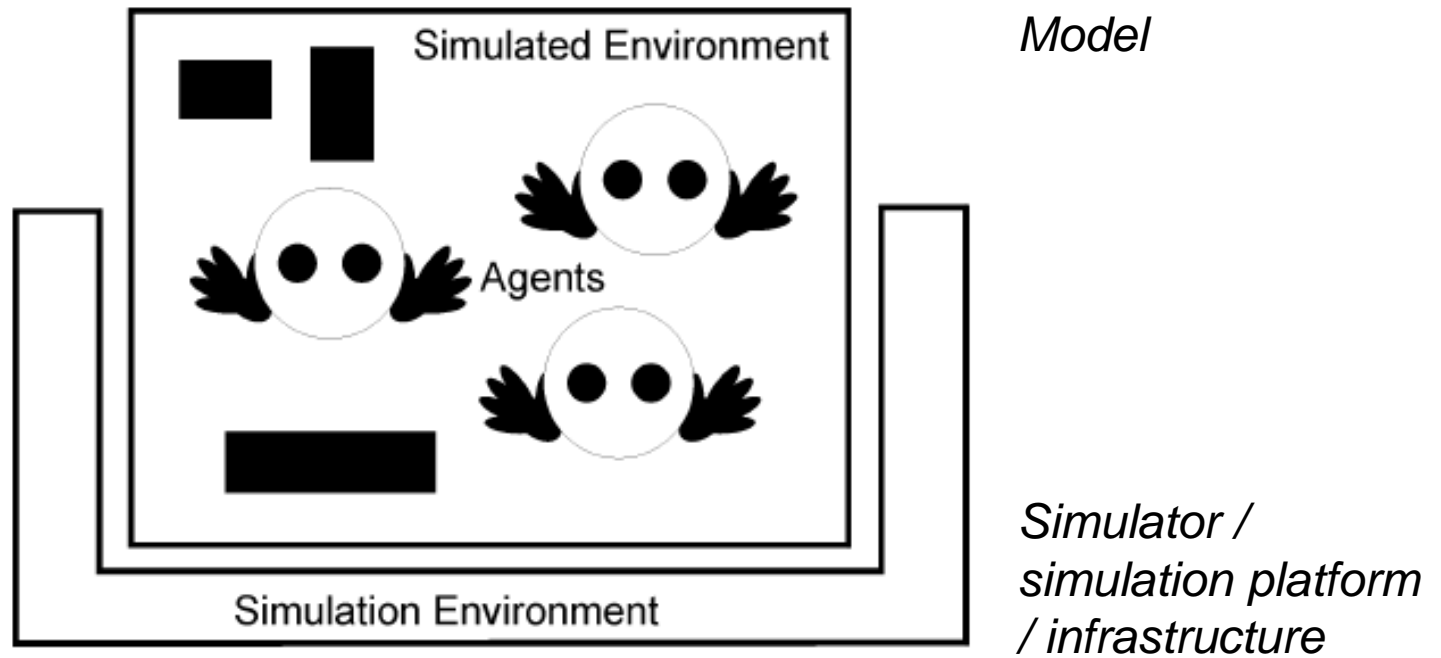 Simulated Environment
Model
Agents
Simulation Environment
Simulator /
simulation platform
/ infrastructure